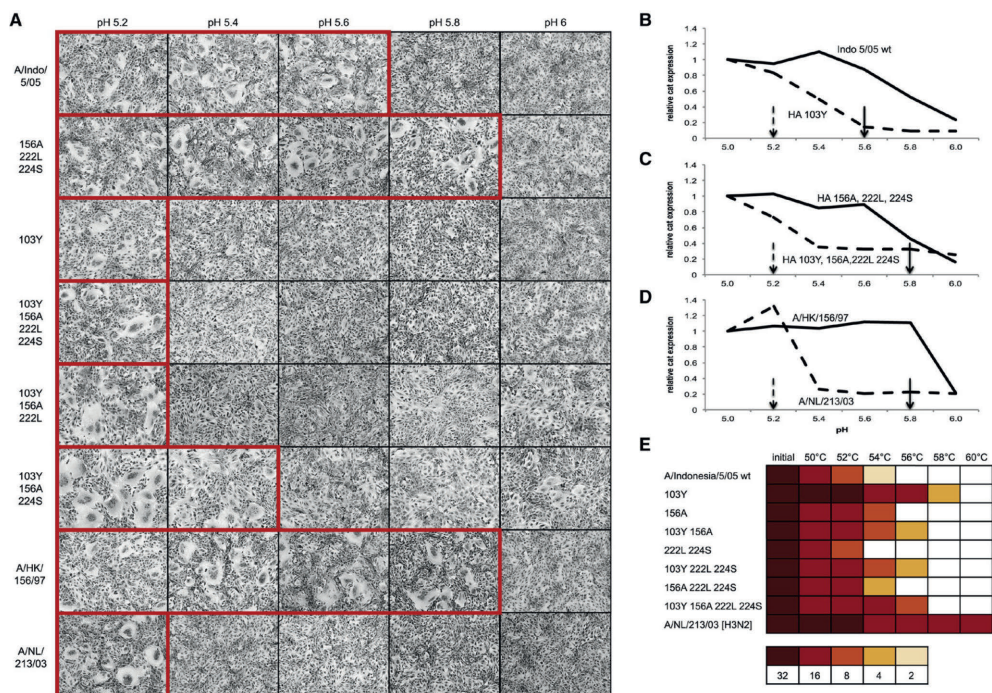 A
pH 5.2 pH 5.4 pH 5.6 pH 5.8 pH 6
A/Indo/
5/05
156A
222L
224S
103Y
103Y
156A
222L
224S
103Y
156A
222L
103Y
156A
224S
A/HK/
156/97
A/NL/
213/03
B
relative cat expression
1.4
1.2
1
0.8
0.6
0.4
0.2
0
Indo 5/05 wt
HA 103Y
5.0 5.2 5.4 5.6 5.8 6.0
C
relative cat expression
1.4
1.2
1
0.8
0.6
0.4
0.2
0
HA 156A, 222L, 224S
HA 103Y, 156A,222L 224S
5.0 5.2 5.4 5.6 5.8 6.0
D
relative cat expression
1.4
1.2
1
0.8
0.6
0.4
0.2
0
A/HK/156/97
A/NL/213/03
5.0 5.2 5.4 5.6 5.8 6.0
pH
E
initial 50°C 52°C 54°C 56°C 58°C 60°C
A/Indonesia/5/05 wt
103Y
156A
103Y 156A
222L 224S
103Y 222L 224S
156A 222L 224S
103Y 156A 222L 224S
A/NL/213/03 [H3N2]
32 16 8 4 2